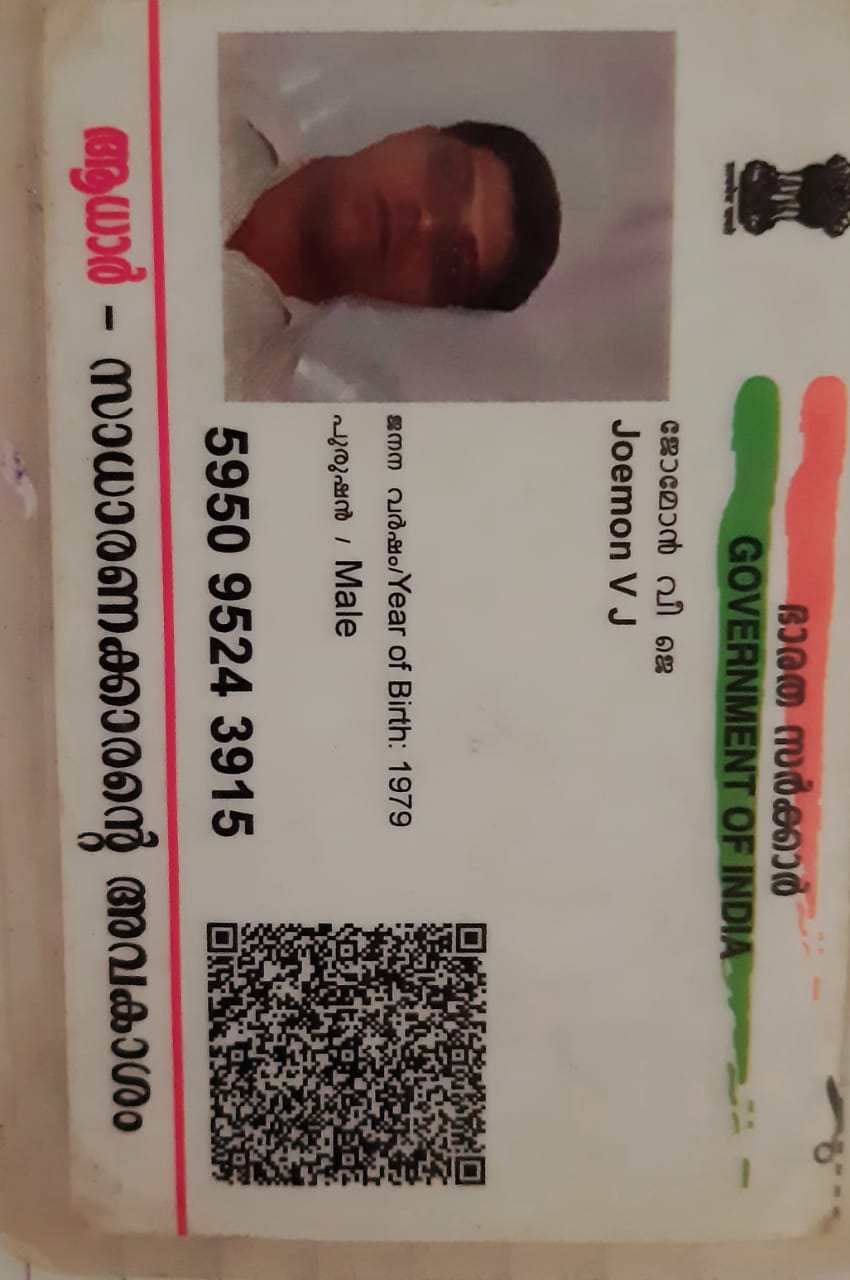 ഭാരത സർക്കാർ
GOVERNMENT OF INDIA
ജോമോൻ വീ ജെ
Joemon V J
ജനന വർഷം/Year of Birth: 1979
പുരുഷൻ / Male
5950 9524 3915
ആധാർ - സാധാരണക്കാരന്റെ അവകാശം